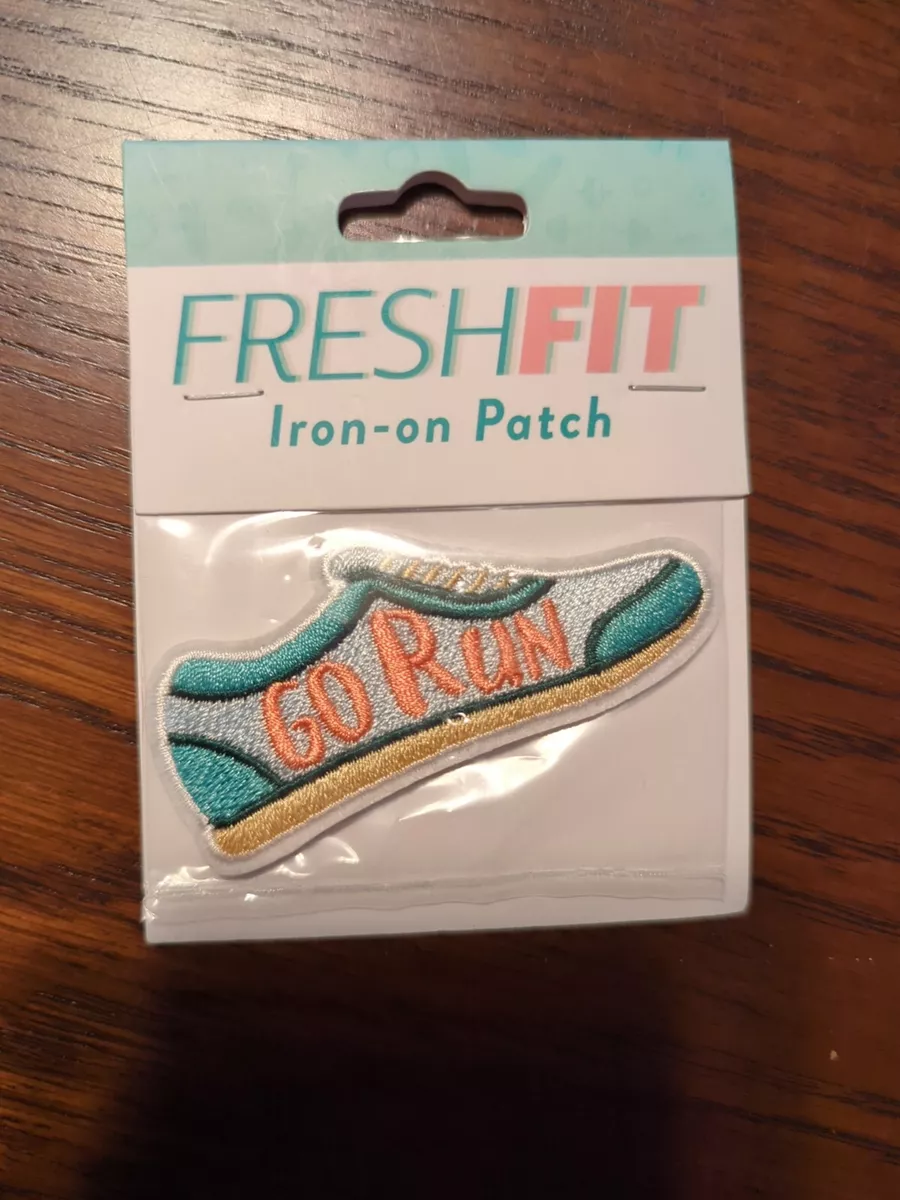 FRESHFIT
Iron-on Patch
GO RUN